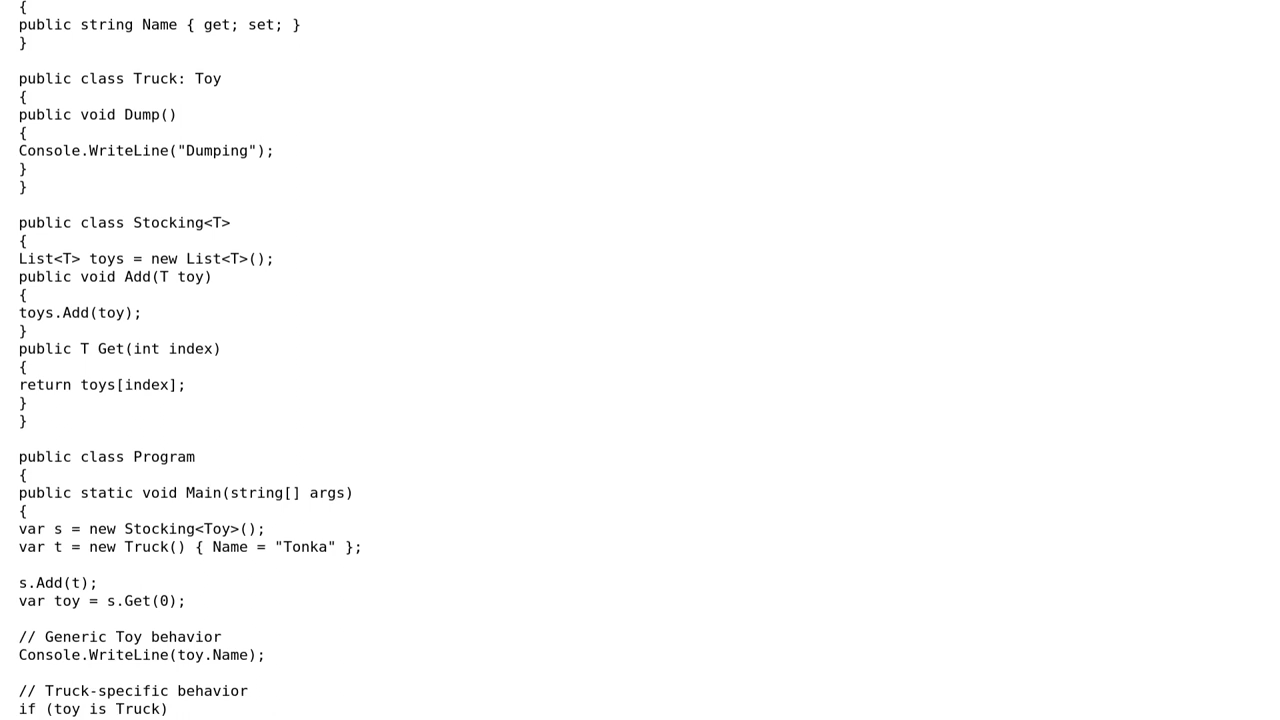 {
public string Name { get; set; }
}

public class Truck: Toy
{
public void Dump()
{
Console.WriteLine("Dumping");
}
}

public class Stocking<T>
{
List<T> toys = new List<T>();
public void Add(T toy)
{
toys.Add(toy);
}
public T Get(int index)
{
return toys[index];
}
}

public class Program
{
public static void Main(string[] args)
{
var s = new Stocking<Toy>();
var t = new Truck() { Name = "Tonka" };

s.Add(t);
var toy = s.Get(0);

// Generic Toy behavior
Console.WriteLine(toy.Name);

// Truck-specific behavior
if (toy is Truck)